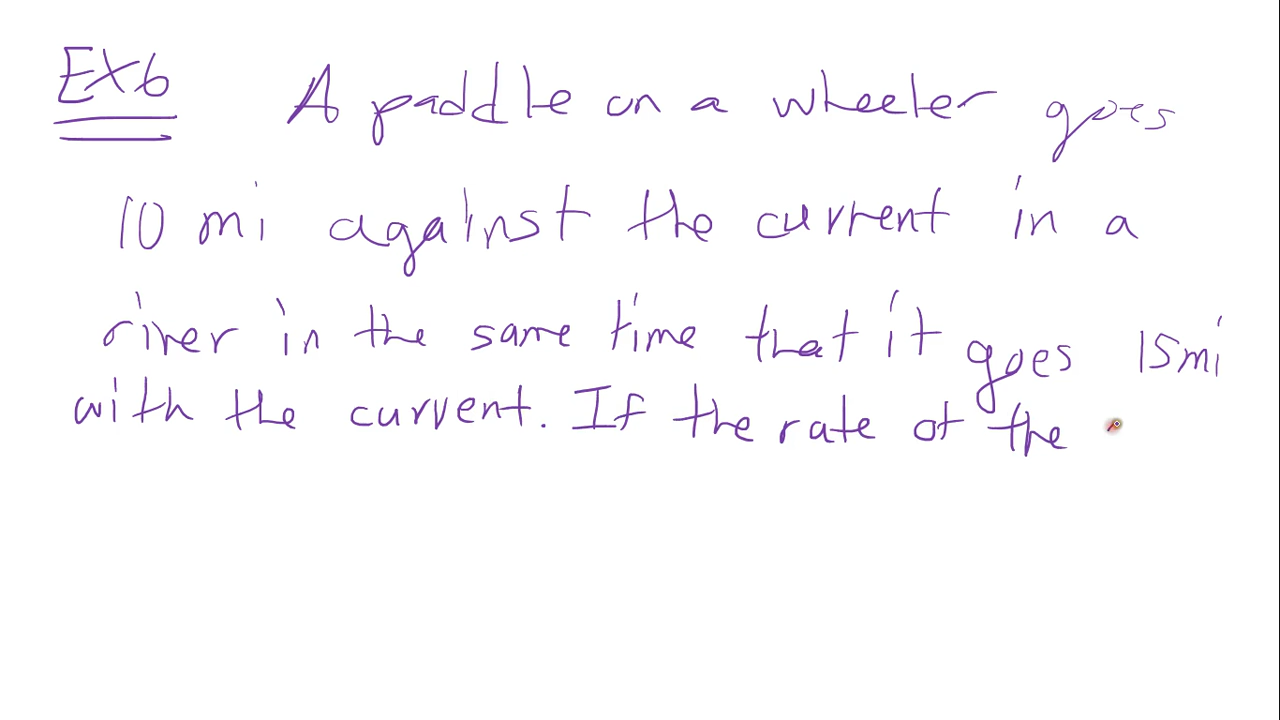 EX6 A paddle on a wheeler goes
10 mi against the current in a
river in the same time that it goes 15mi
with the current. If the rate of the